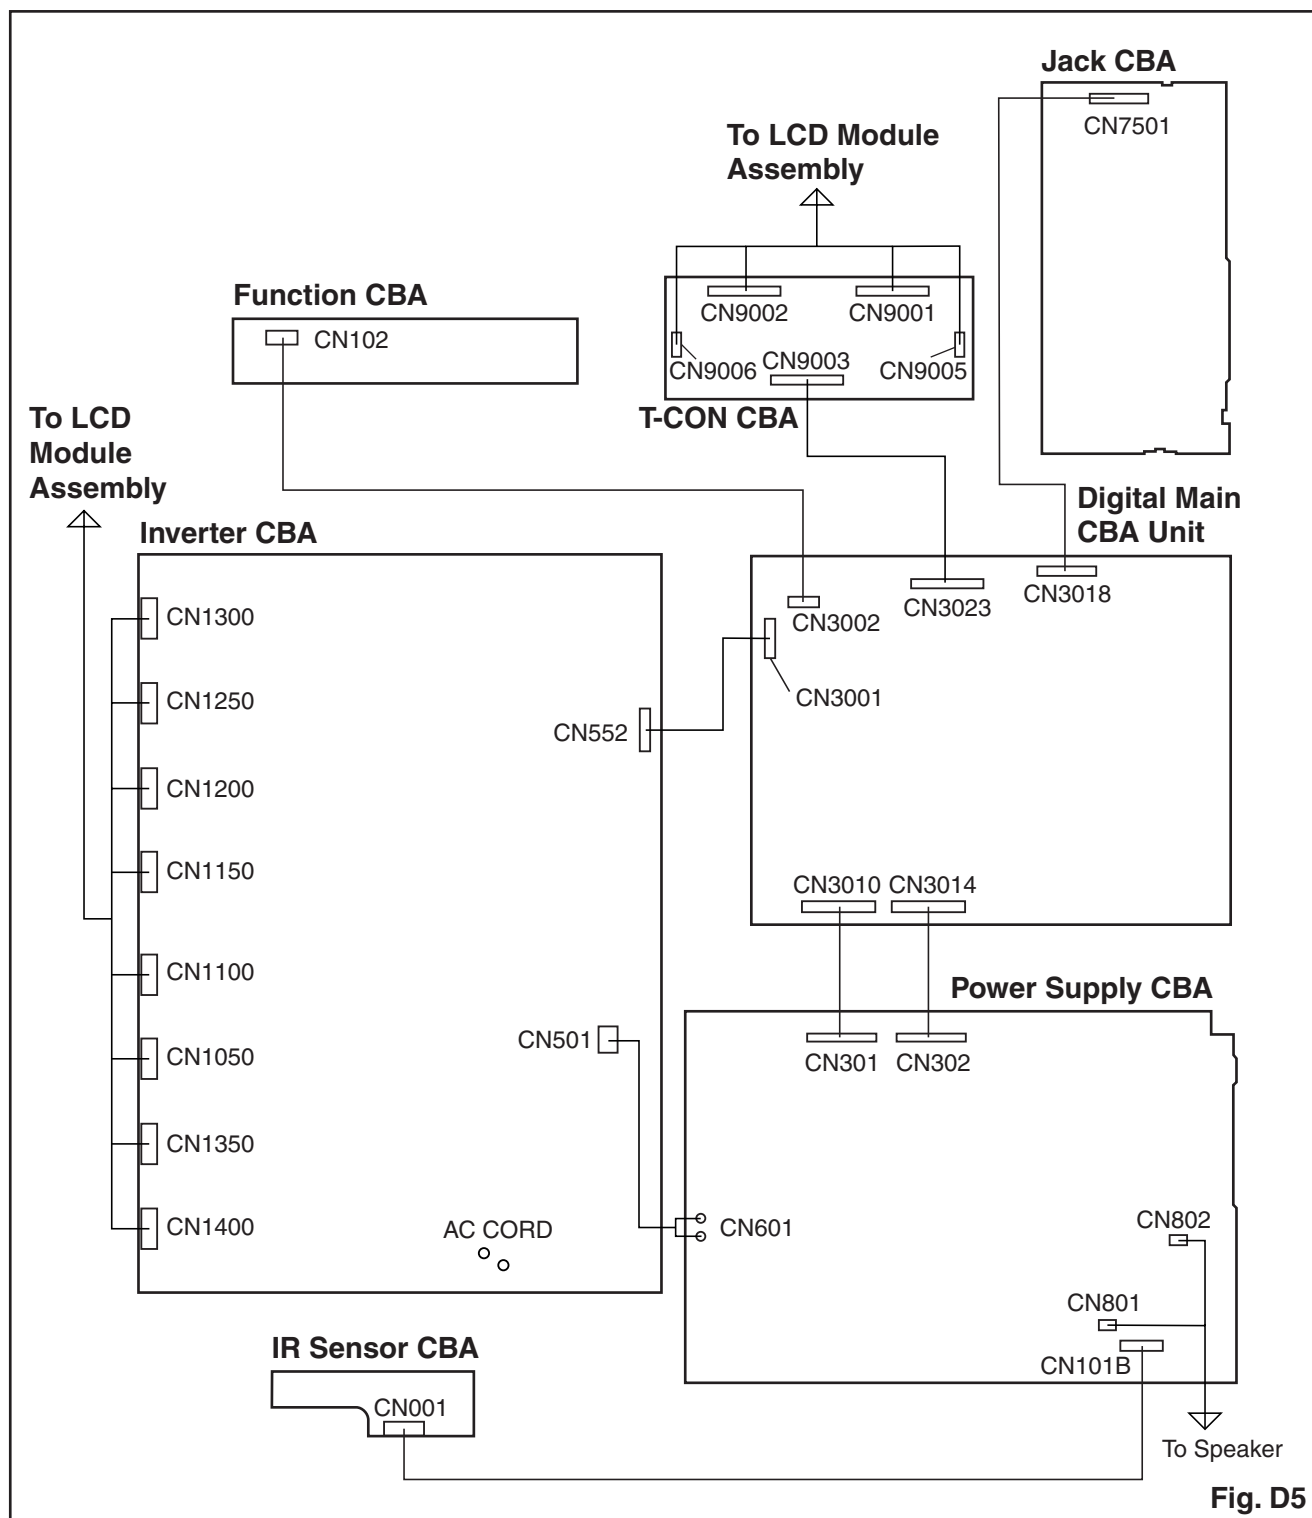 Jack CBA
CN7501
To LCD Module
Assembly
Function CBA
CN102
CN9002
CN9001
CN9006
CN9003
CN9005
T-CON CBA
To LCD
Module
Assembly
Inverter CBA
Digital Main
CBA Unit
CN1300
CN1250
CN1200
CN1150
CN1100
CN1050
CN1350
CN1400
CN552
CN501
AC CORD
CN3002
CN3023
CN3018
CN3001
CN3010
CN3014
Power Supply CBA
CN301
CN302
CN601
CN802
CN801
CN101B
IR Sensor CBA
CN001
To Speaker
Fig. D5